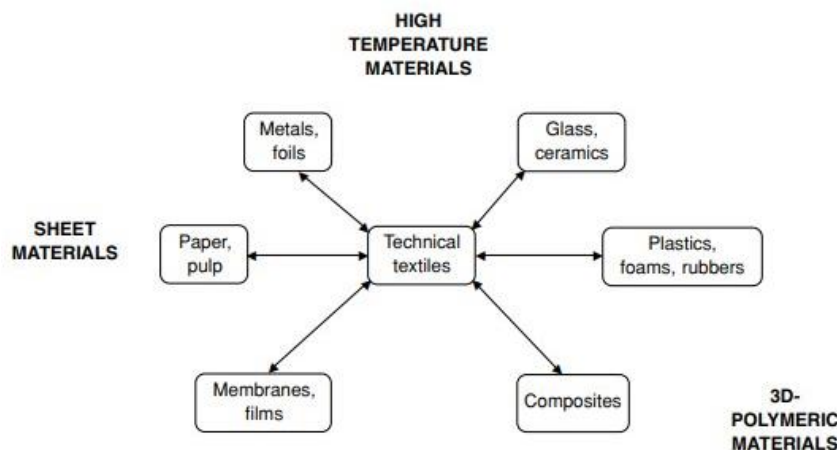 HIGH
TEMPERATURE
MATERIALS
Metals,
foils
Glass,
ceramics
SHEET
MATERIALS
Paper,
pulp
Technical
textiles
Plastics,
foams, rubbers
Membranes,
films
Composites
3D-
POLYMERIC
MATERIALS